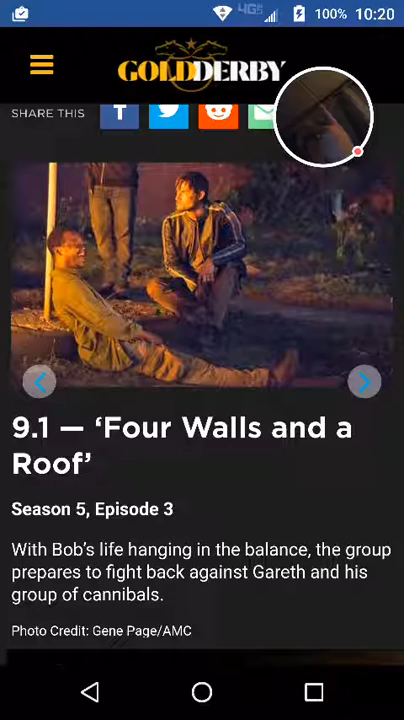 4G
100% 10:20
GOLDDERBY
SHARE THIS
9.1 — ‘Four Walls and a
Roof’
Season 5, Episode 3
With Bob’s life hanging in the balance, the group
prepares to fight back against Gareth and his
group of cannibals.
Photo Credit: Gene Page/AMC